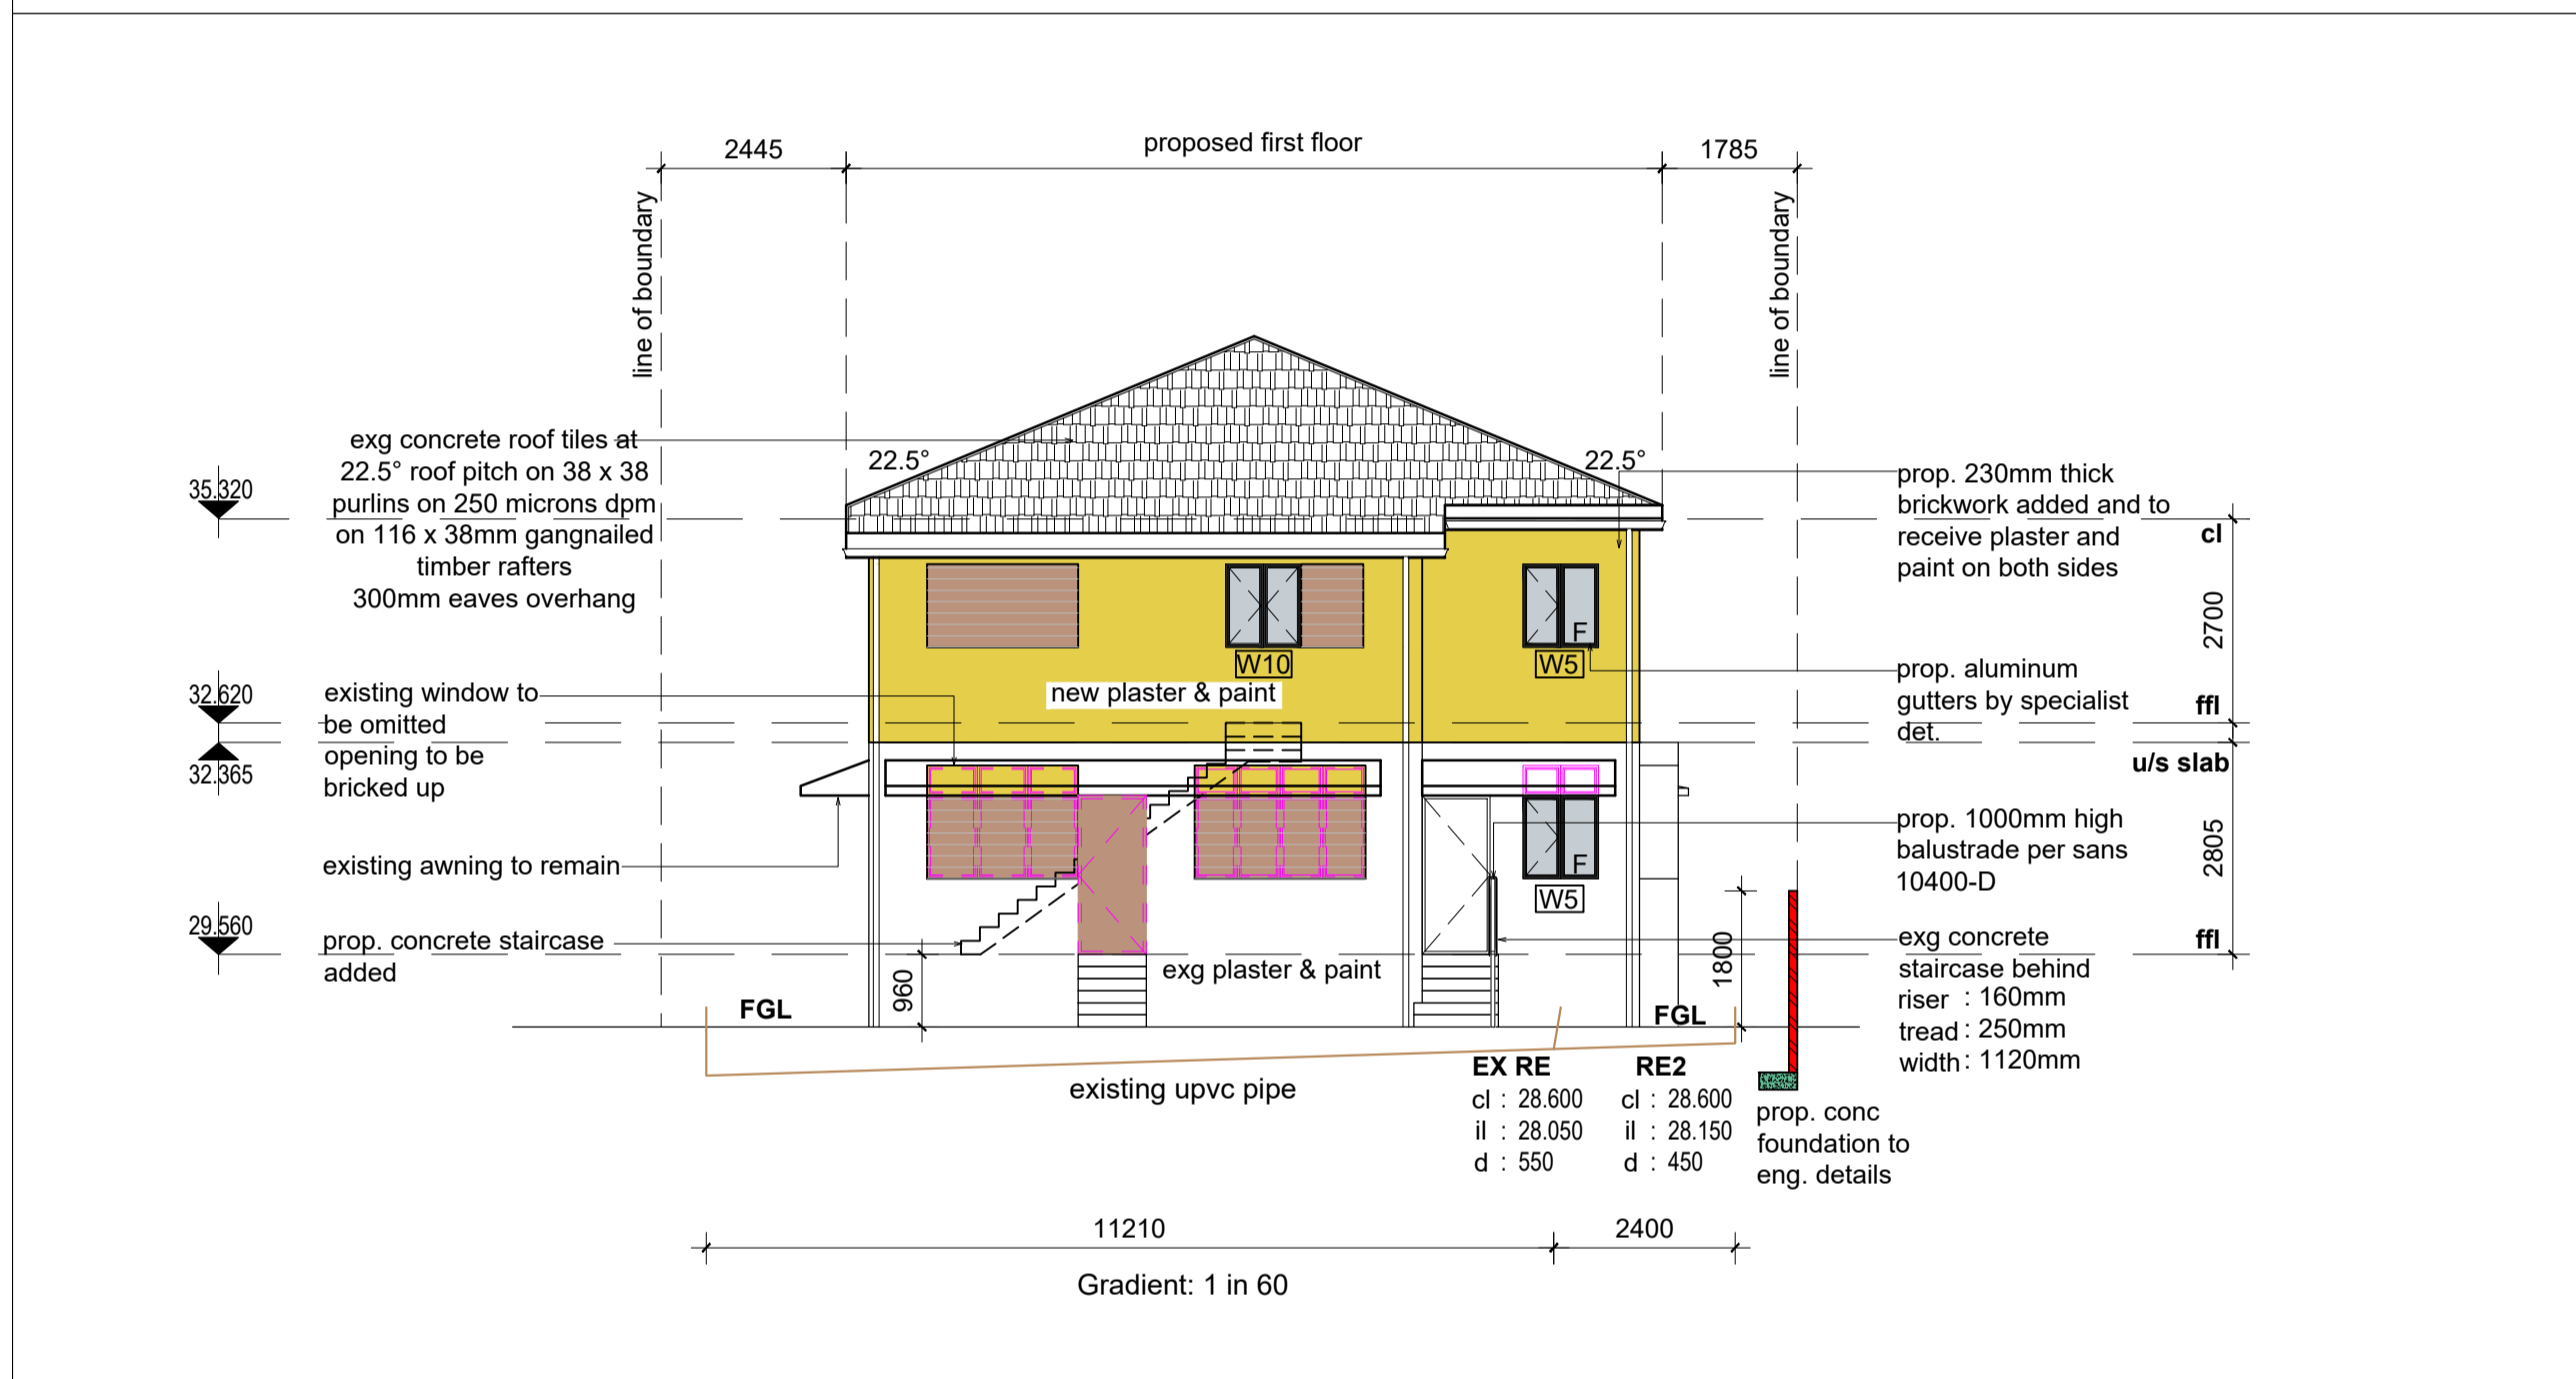 2445
proposed first floor
1785
line of boundary
line of boundary
exg concrete roof tiles at
22.5° roof pitch on 38 x 38
purlins on 250 microns dpm
on 116 x 38mm gangnailed
timber rafters
300mm eaves overhang
22.5°
22.5°
prop. 230mm thick
brickwork added and to
receive plaster and
paint on both sides
35.320
cl
2700
F
W10
W5
prop. aluminum
gutters by specialist
det.
32.620
existing window to
be omitted
opening to be
bricked up
new plaster & paint
ffl
32.365
u/s slab
existing awning to remain
F
W5
prop. 1000mm high
balustrade per sans
10400-D
2805
29.560
prop. concrete staircase
added
960
exg plaster & paint
1800
exg concrete
staircase behind
riser : 160mm
tread : 250mm
width : 1120mm
ffl
FGL
FGL
existing upvc pipe
EX RE
cl : 28.600
il : 28.050
d : 550
RE2
cl : 28.600
il : 28.150
d : 450
prop. conc
foundation to
eng. details
11210
2400
Gradient: 1 in 60